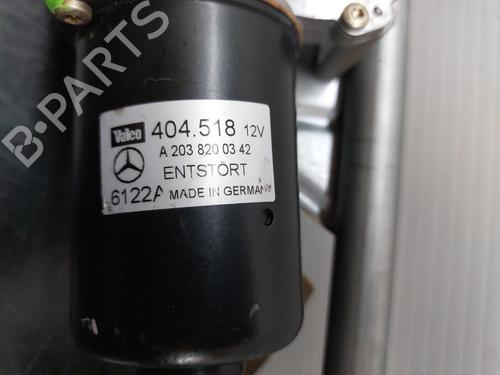 B-PARTS
Valeo 404.518 12V
A 203 820 03 42
ENTSTÖRT
6122A MADE IN GERMANY